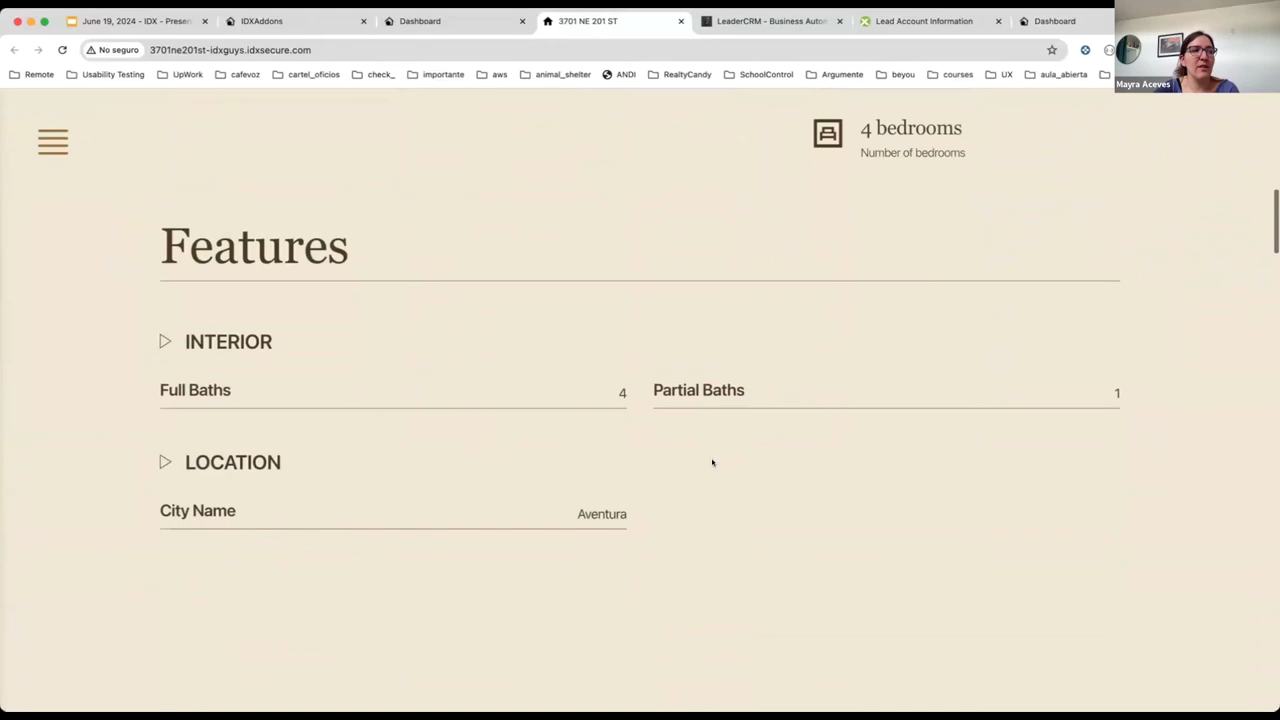 June 19, 2024 - IDX - Presen
IDXAddons
Dashboard
3701 NE 201 ST
LeaderCRM - Business Auton
Lead Account Information
Dashboard
No seguro
3701ne201st-idxguys.idxsecure.com
Remote
Usability Testing
UpWork
cafevoz
cartel_oficios
check_
importante
aws
animal_shelter
ANDI
RealtyCandy
SchoolControl
Argumente
beyou
courses
UX
aula_abierta
Mayra Aceves
4 bedrooms
Number of bedrooms
Features
INTERIOR
Full Baths 4
Partial Baths 1
LOCATION
City Name Aventura